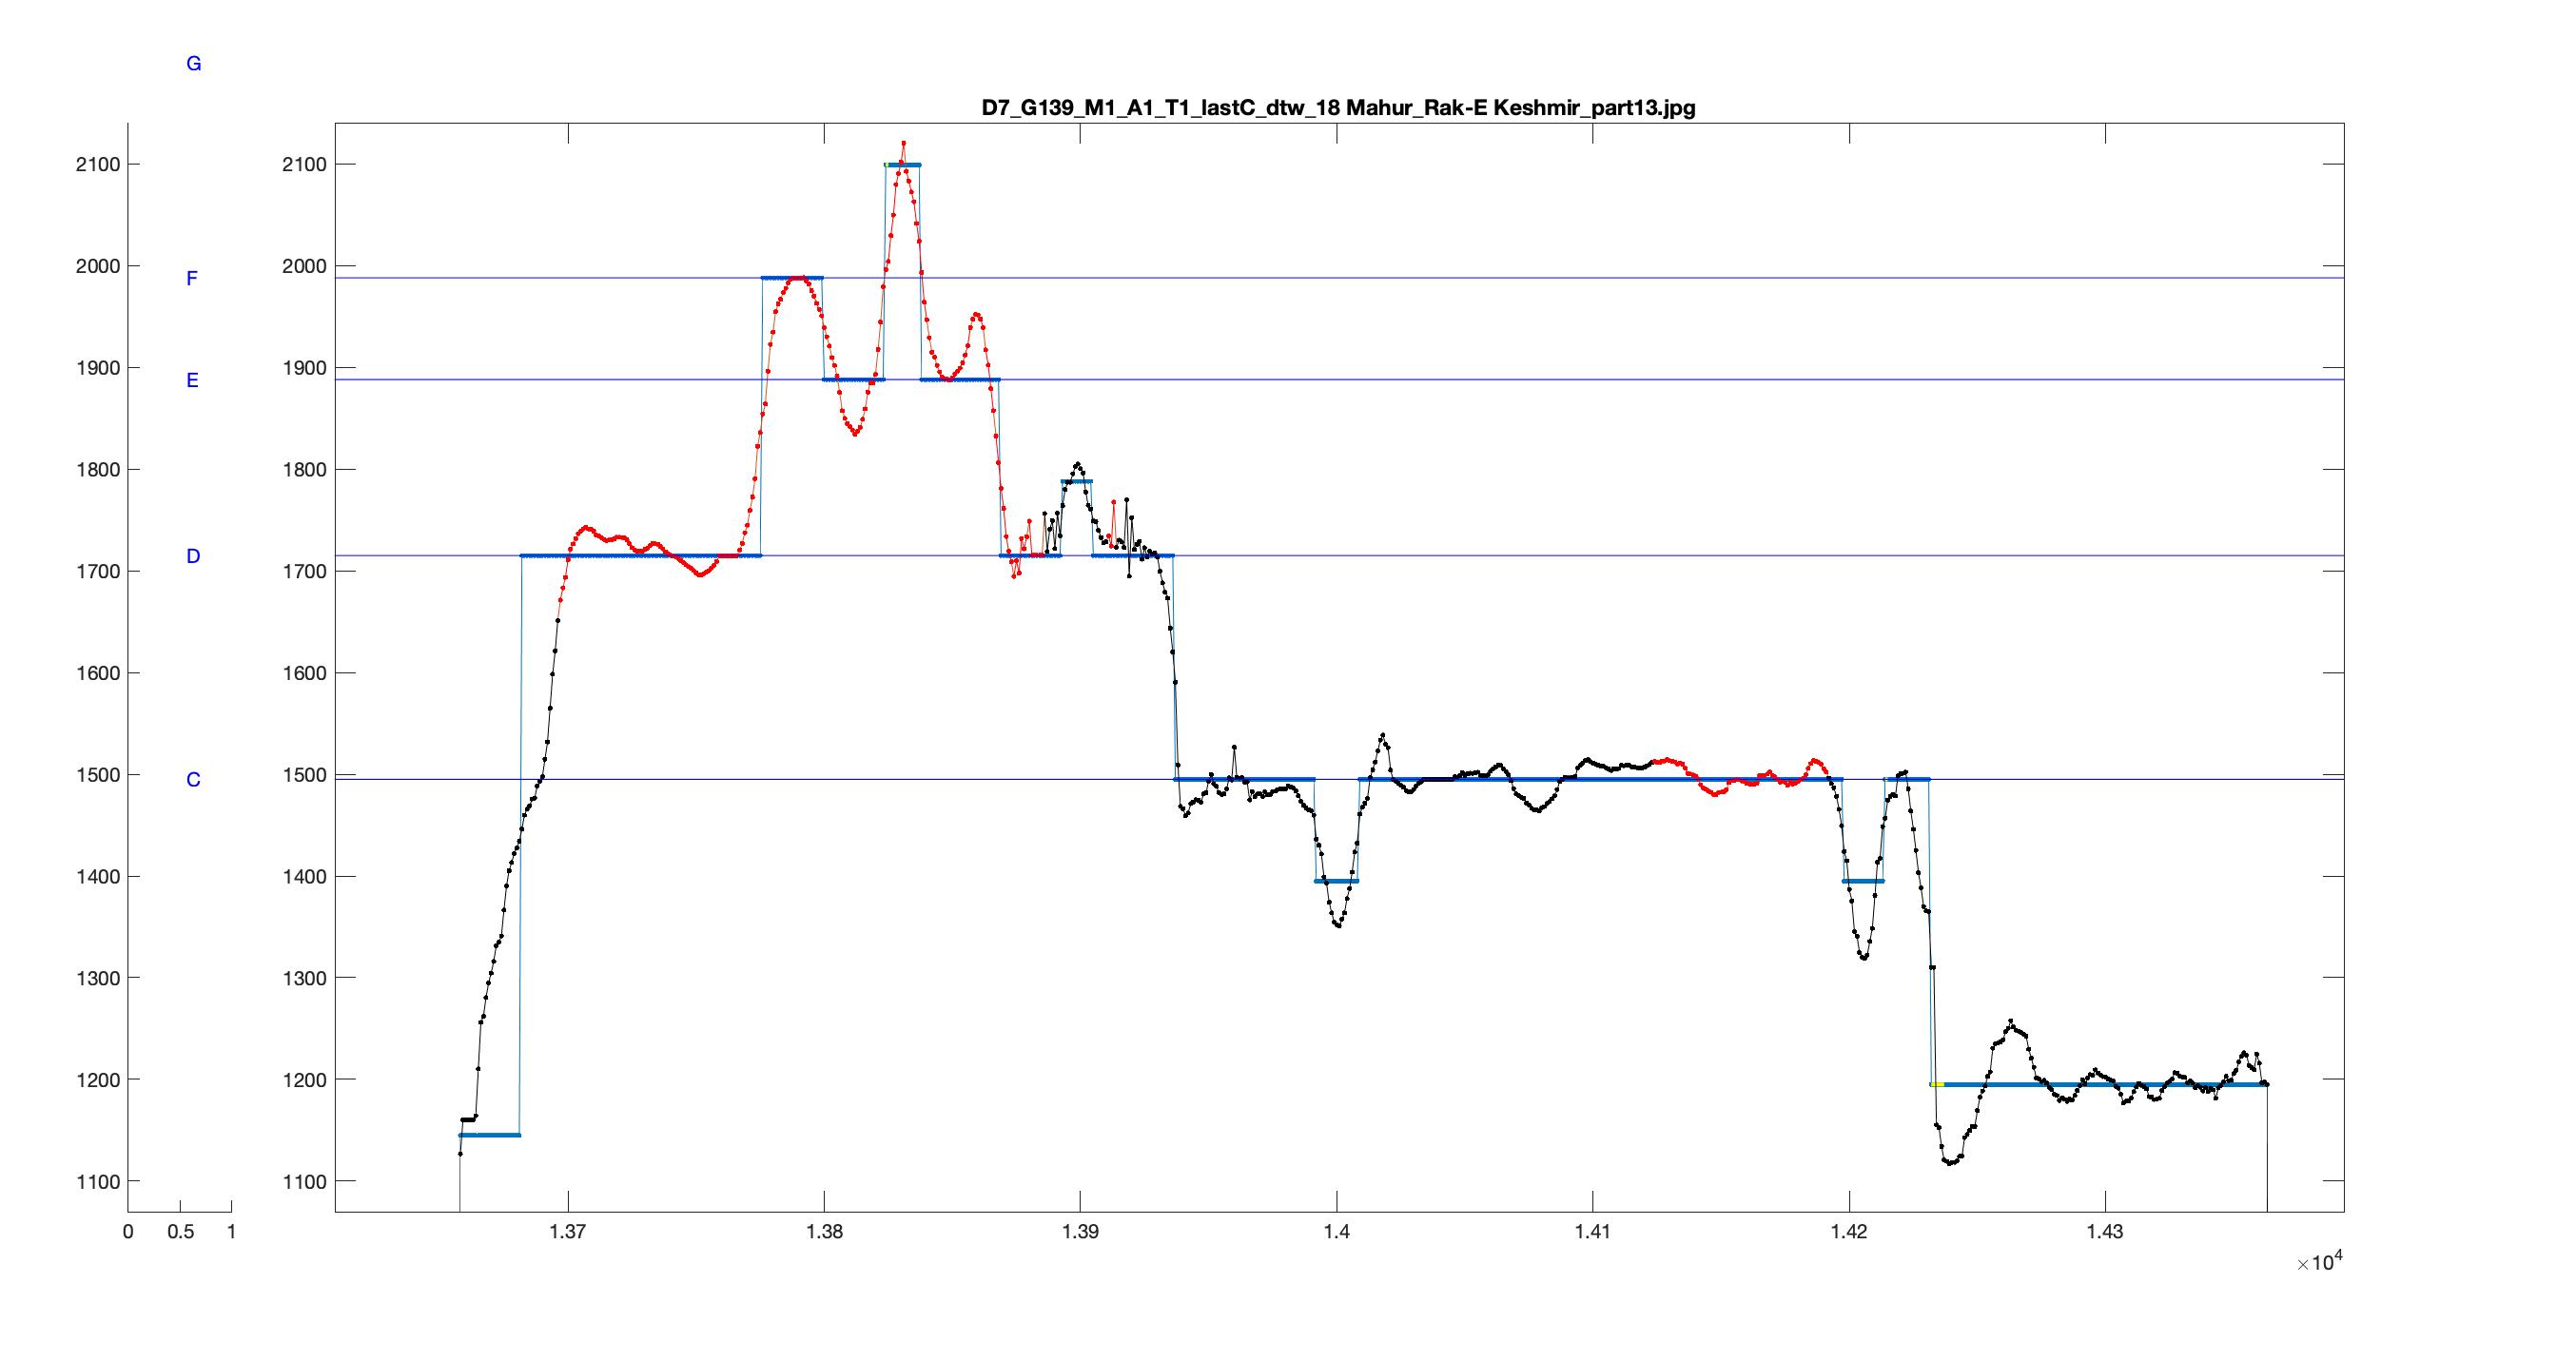 G
D7_G139_M1_A1_T1_lastC_dtw_18 Mahur_Rak-E Keshmir_part13.jpg
2100 2100
2000 F 2000
1900 E 1900
1800 1800
1700 D 1700
1600 1600
1500 C 1500
1400 1400
1300 1300
1200 1200
1100 1100
0 0.5 1 1.37 1.38 1.39 1.4 1.41 1.42 1.43
×10⁴